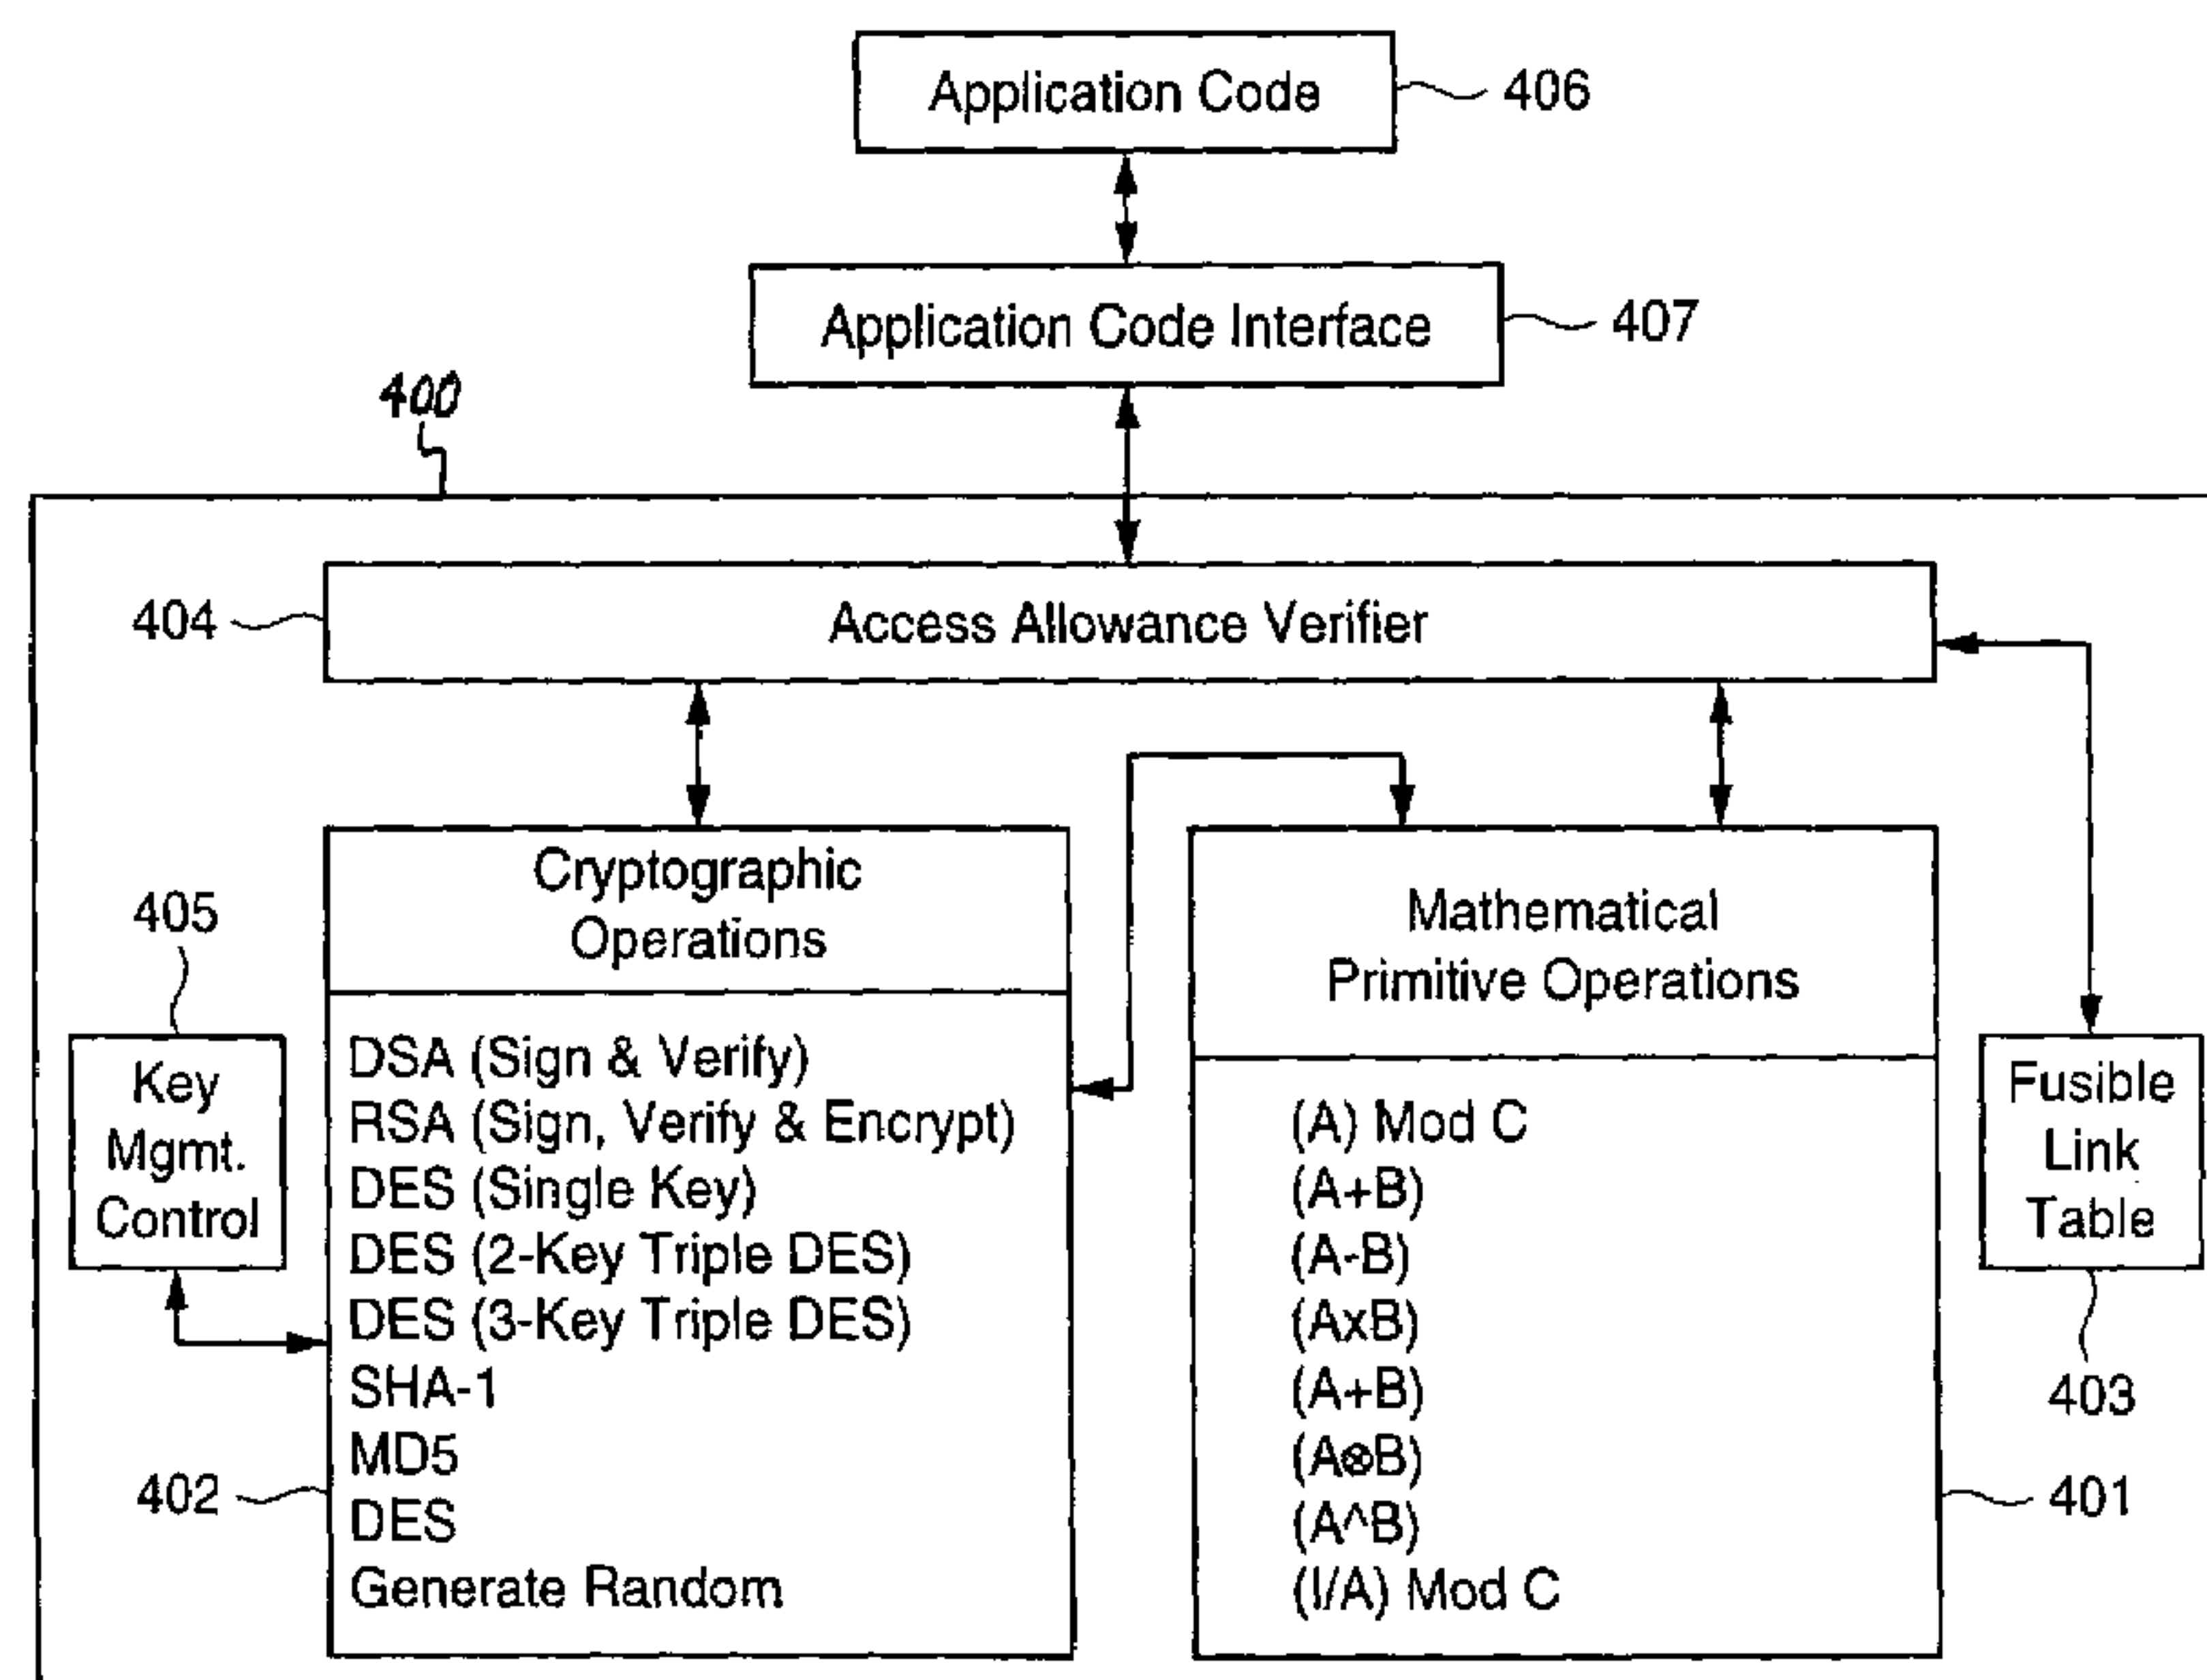 Application Code
406
Application Code Interface
407
400
404
Access Allowance Verifier
Cryptographic
Operations
405
Key
Mgmt.
Control
DSA (Sign & Verify)
RSA (Sign, Verify & Encrypt)
DES (Single Key)
DES (2-Key Triple DES)
DES (3-Key Triple DES)
SHA-1
MD5
DES
Generate Random
402
Mathematical
Primitive Operations
(A) Mod C
(A+B)
(A-B)
(AxB)
(A+B)
(A⊗B)
(A^B)
(I/A) Mod C
Fusible
Link
Table
403
401